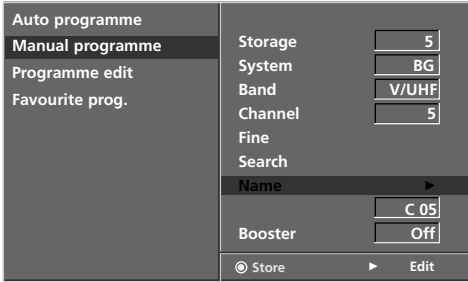 Auto programme
Manual programme
Programme edit
Favourite prog.
Storage 5
System BG
Band V/UHF
Channel 5
Fine
Search
Name ►
C 05
Booster Off
Store ► Edit